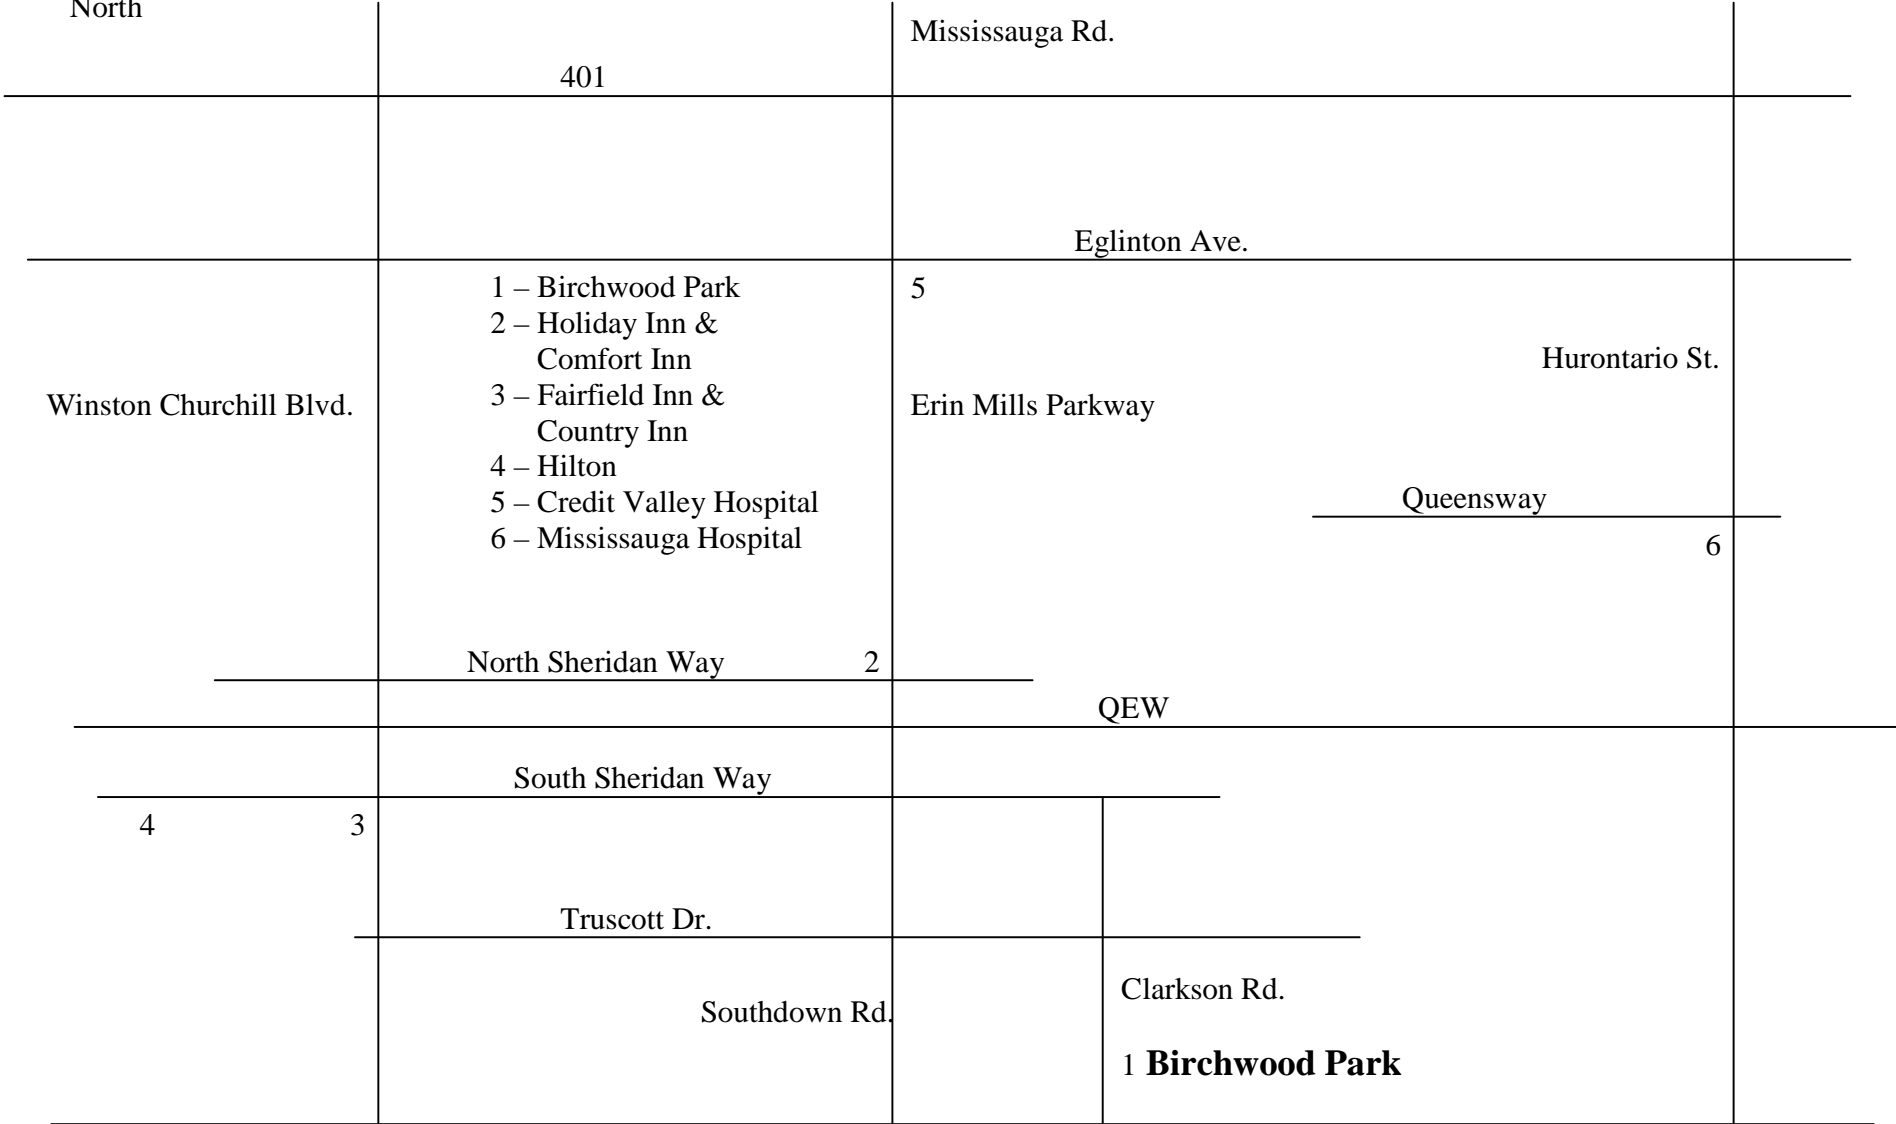 North
Mississauga Rd.
401
Eglinton Ave.
1 – Birchwood Park
2 – Holiday Inn &
Comfort Inn
3 – Fairfield Inn &
Country Inn
4 – Hilton
5 – Credit Valley Hospital
6 – Mississauga Hospital
5
Hurontario St.
Winston Churchill Blvd.
Erin Mills Parkway
Queensway
6
North Sheridan Way
2
QEW
South Sheridan Way
4
3
Truscott Dr.
Clarkson Rd.
Southdown Rd.
1 Birchwood Park